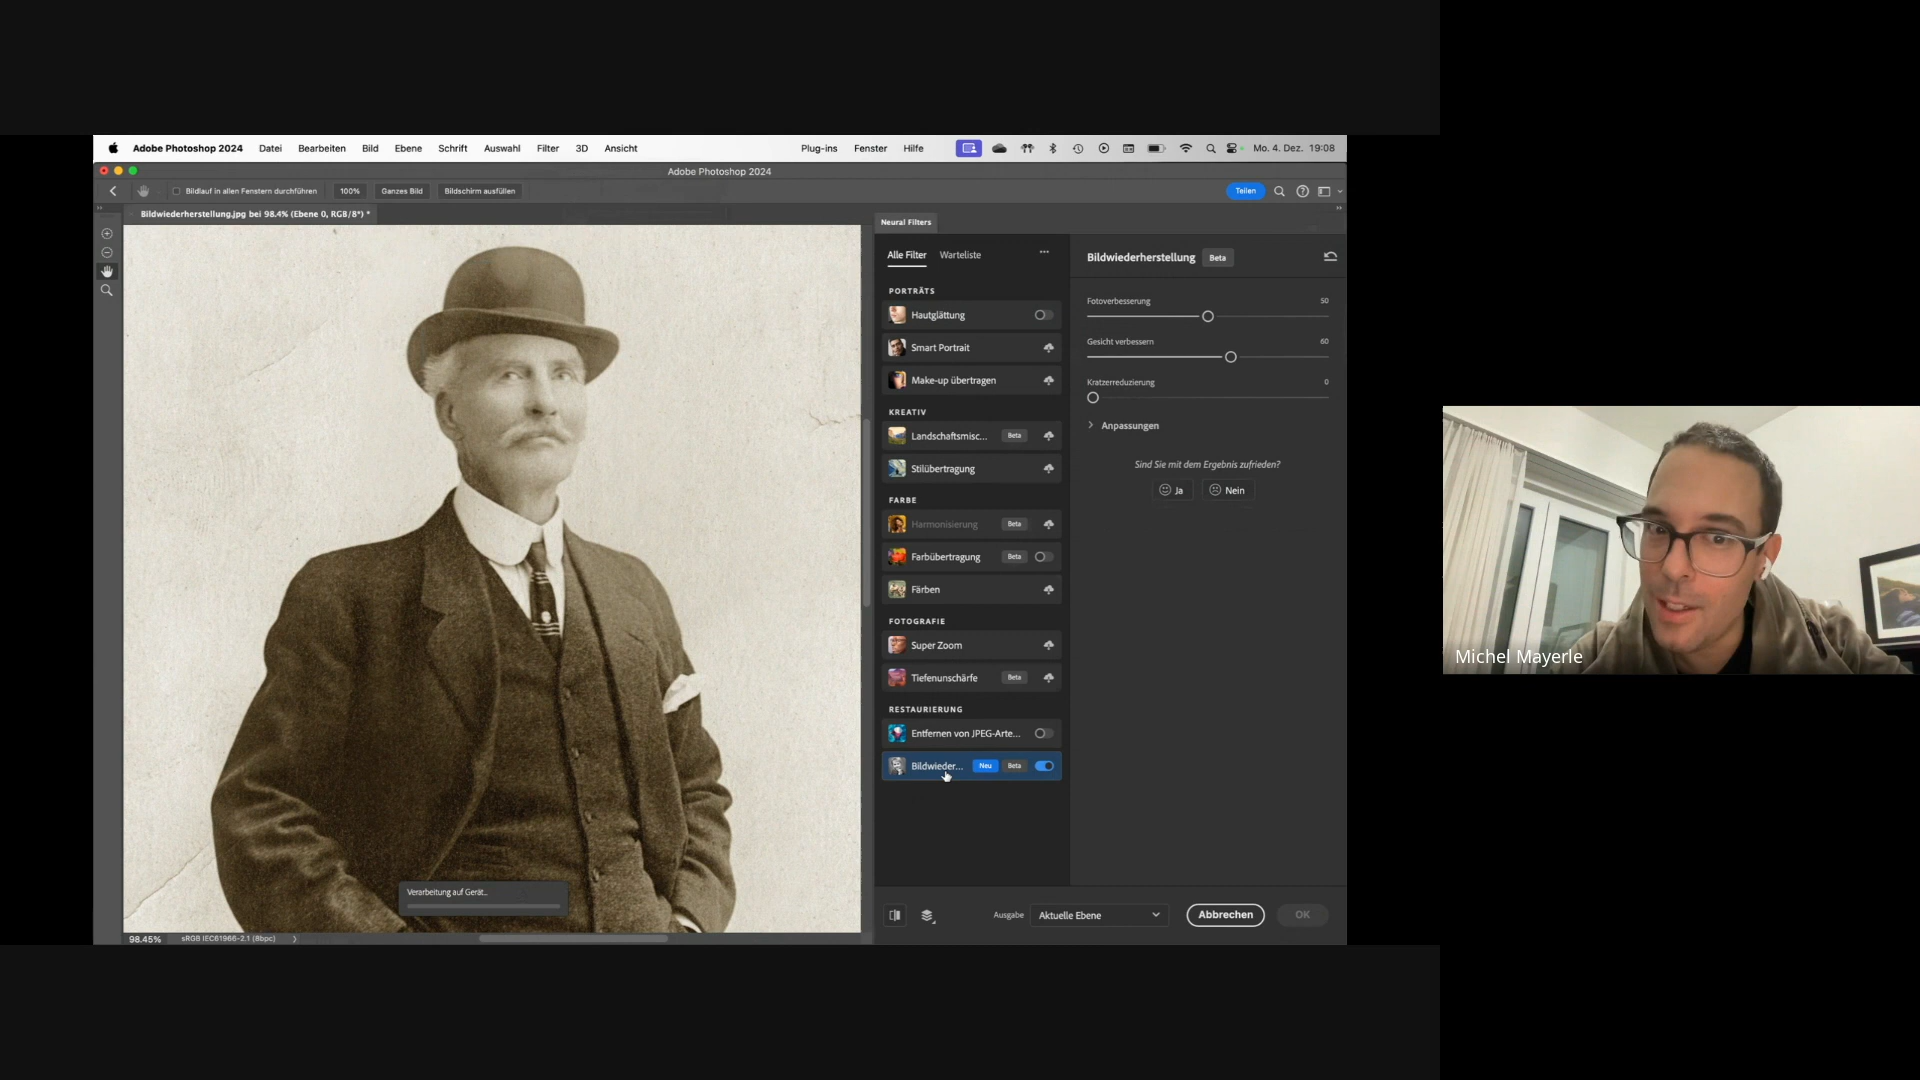 Adobe Photoshop 2024 Datei Bearbeiten Bild Ebene Schrift Auswahl Filter 3D Ansicht Plug-ins Fenster Hilfe Mo. 4. Dez. 19:08
Adobe Photoshop 2024
Bildlauf in allen Fenstern durchführen 100% Ganzes Bild Bildschirm ausfüllen Teilen
Bildwiederherstellung.jpg bei 98.4% (Ebene 0, RGB/8*) *
Neural Filters
Alle Filter Warteliste ...
Bildwiederherstellung Beta
PORTRÄTS
Hautglättung
Smart Portrait
Make-up übertragen
KREATIV
Landschaftsmisc... Beta
Stilübertragung
FARBE
Harmonisierung Beta
Farbübertragung Beta
Färben
FOTOGRAFIE
Super Zoom
Tiefenunschärfe Beta
RESTAURIERUNG
Entfernen von JPEG-Arte...
Bildwieder... Neu Beta
Fotoverbesserung 50
Gesicht verbessern 60
Kratzerreduzierung 0
Anpassungen
Sind Sie mit dem Ergebnis zufrieden?
Ja Nein
Michel Mayerle
Verarbeitung auf Gerät...
Ausgabe Aktuelle Ebene Abbrechen OK
98.45% sRGB IEC61966-2.1 (8bpc)